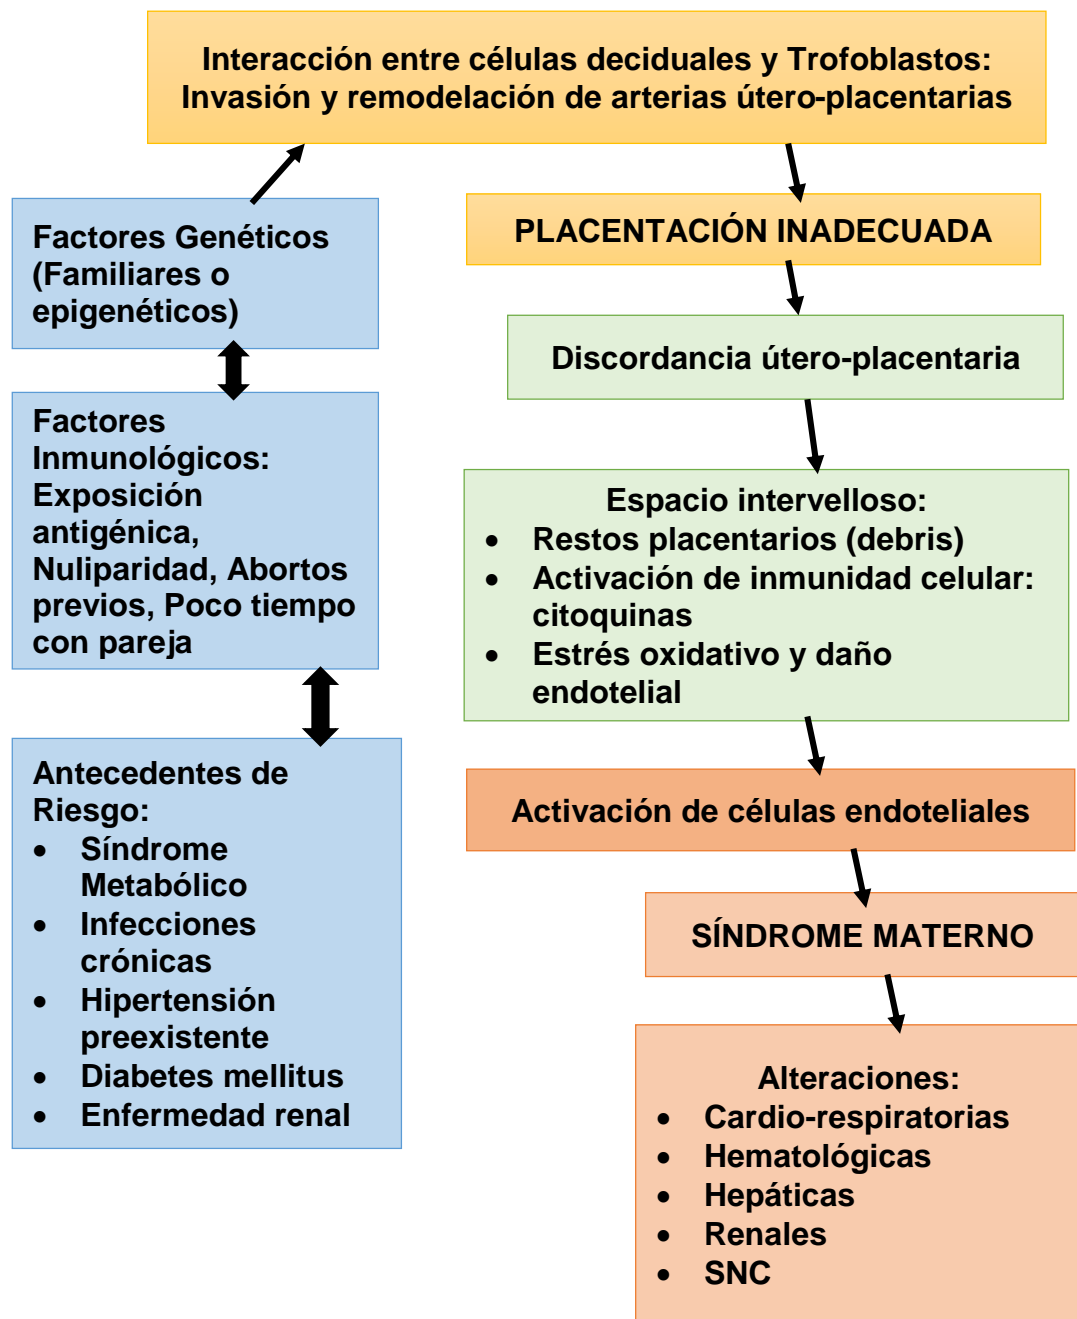 Interacción entre células deciduales y Trofoblastos:
Invasión y remodelación de arterias útero-placentarias
Factores Genéticos
(Familiares o
epigenéticos)
Factores
Inmunológicos:
Exposición
antigénica,
Nuliparidad, Abortos
previos, Poco tiempo
con pareja
Antecedentes de
Riesgo:
• Síndrome
Metabólico
• Infecciones
crónicas
• Hipertensión
preexistente
• Diabetes mellitus
• Enfermedad renal
PLACENTACIÓN INADECUADA
Discordancia útero-placentaria
Espacio intervelloso:
• Restos placentarios (debris)
• Activación de inmunidad celular:
citoquinas
• Estrés oxidativo y daño
endotelial
Activación de células endoteliales
SÍNDROME MATERNO
Alteraciones:
• Cardio-respiratorias
• Hematológicas
• Hepáticas
• Renales
• SNC